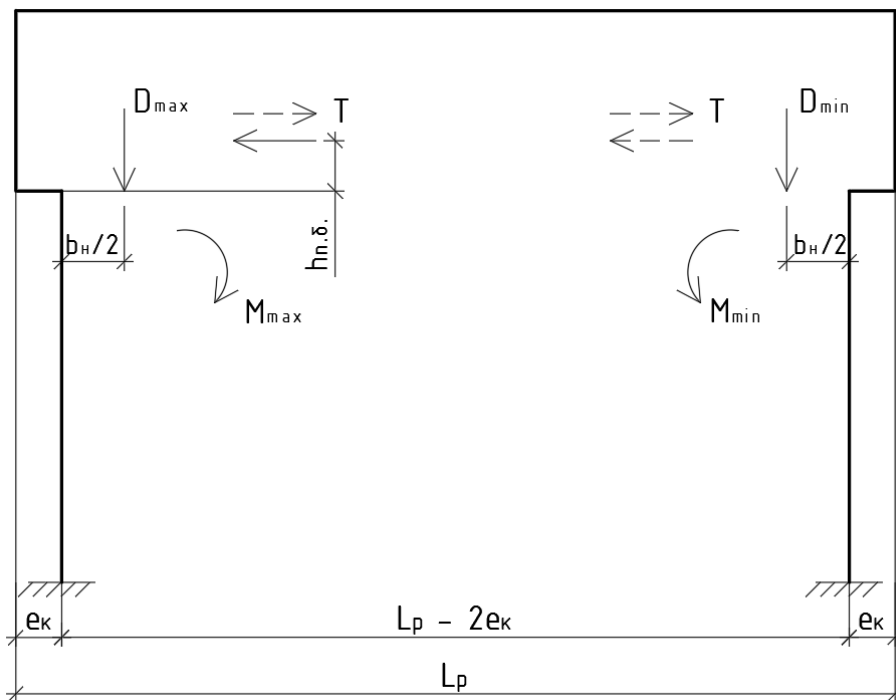 Dmax T T Dmin
bн/2 hп.б. bн/2
Mmax Mmin
eк Lр - 2eк eк
Lр